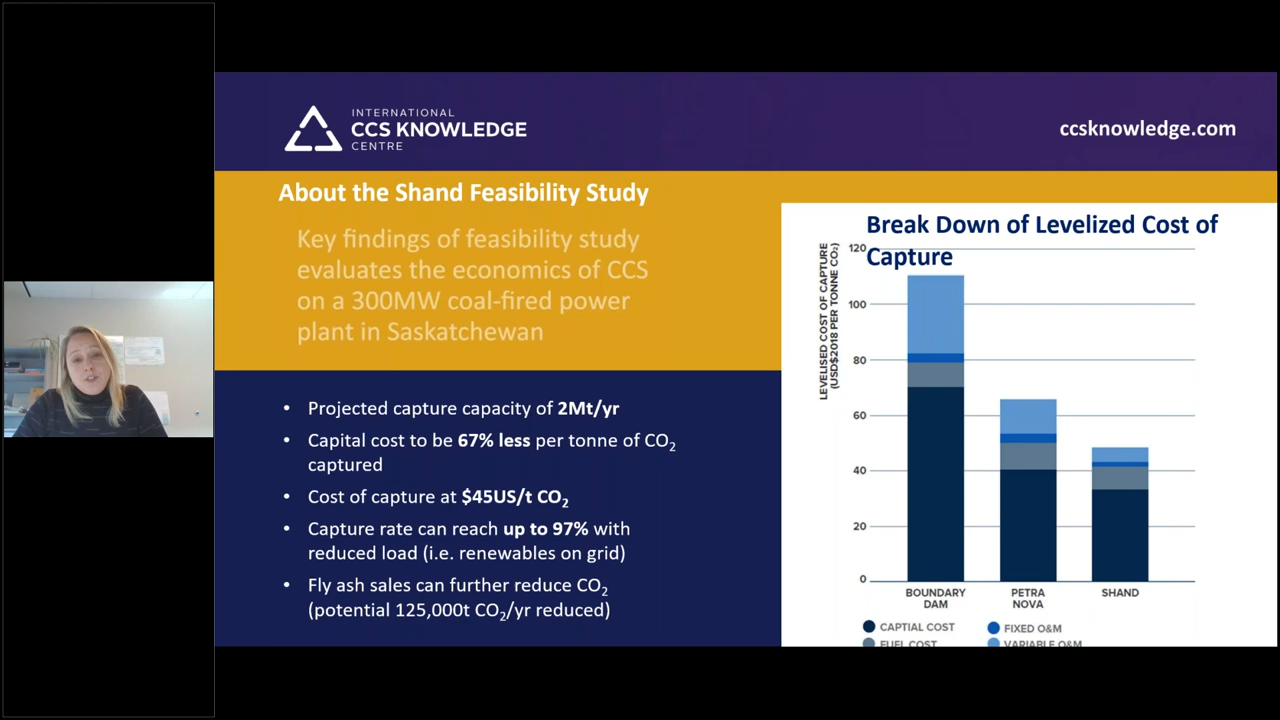 INTERNATIONAL
CCS KNOWLEDGE
CENTRE
ccsknowledge.com
About the Shand Feasibility Study
Key findings of feasibility study
evaluates the economics of CCS
on a 300MW coal-fired power
plant in Saskatchewan
• Projected capture capacity of 2Mt/yr
• Capital cost to be 67% less per tonne of CO2
captured
• Cost of capture at $45US/t CO2
• Capture rate can reach up to 97% with
reduced load (i.e. renewables on grid)
• Fly ash sales can further reduce CO2
(potential 125,000t CO2/yr reduced)
Break Down of Levelized Cost of
Capture
LEVELISED COST OF CAPTURE
(USD$2018 PER TONNE CO2)
120
100
80
60
40
20
0
BOUNDARY
DAM
PETRA
NOVA
SHAND
CAPTIAL COST
FIXED O&M
FUEL COST
VARIABLE O&M